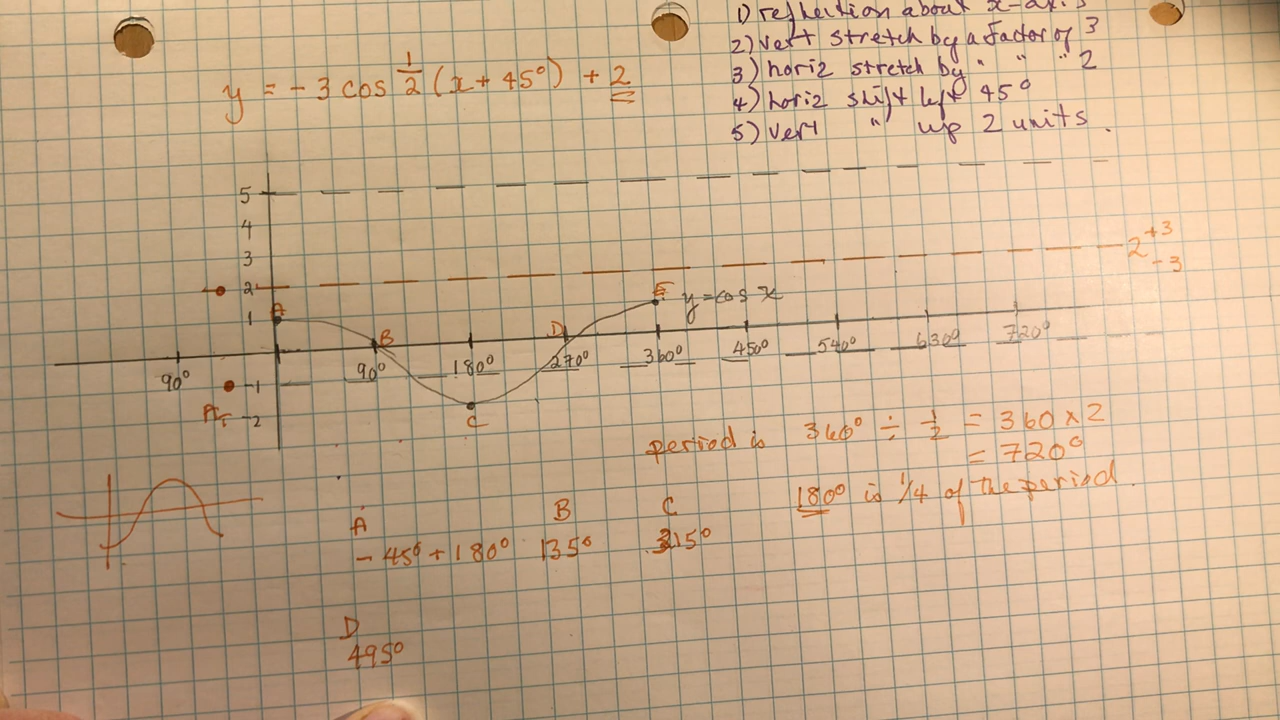 1) reflection about x-axis
2) vert stretch by a factor of 3
3) horiz stretch by " " " 2
4) horiz shift left 45°
5) vert " up 2 units.
y = -3 cos 1/2 (x + 45°) + 2
5
4
3
2
1
-1
-2
2 +3 -3
A
B
C
D
E
y = cos x
90°
90°
180°
270°
360°
450°
540°
630°
720°
period is 360° ÷ 1/2 = 360 x 2
= 720°
180° is 1/4 of the period.
A B C
-45° + 180° 135° 315°
D
495°